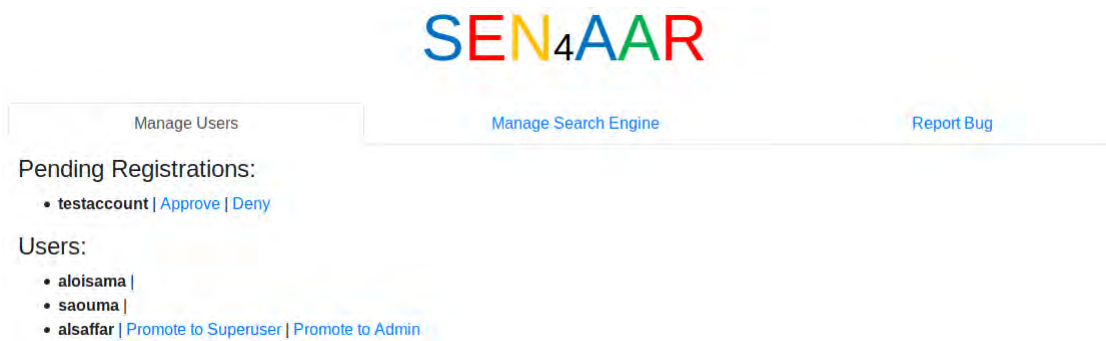 SEN4AAR
Manage Users Manage Search Engine Report Bug
Pending Registrations:
• testaccount | Approve | Deny
Users:
• aloisama |
• saouma |
• alsaffar | Promote to Superuser | Promote to Admin